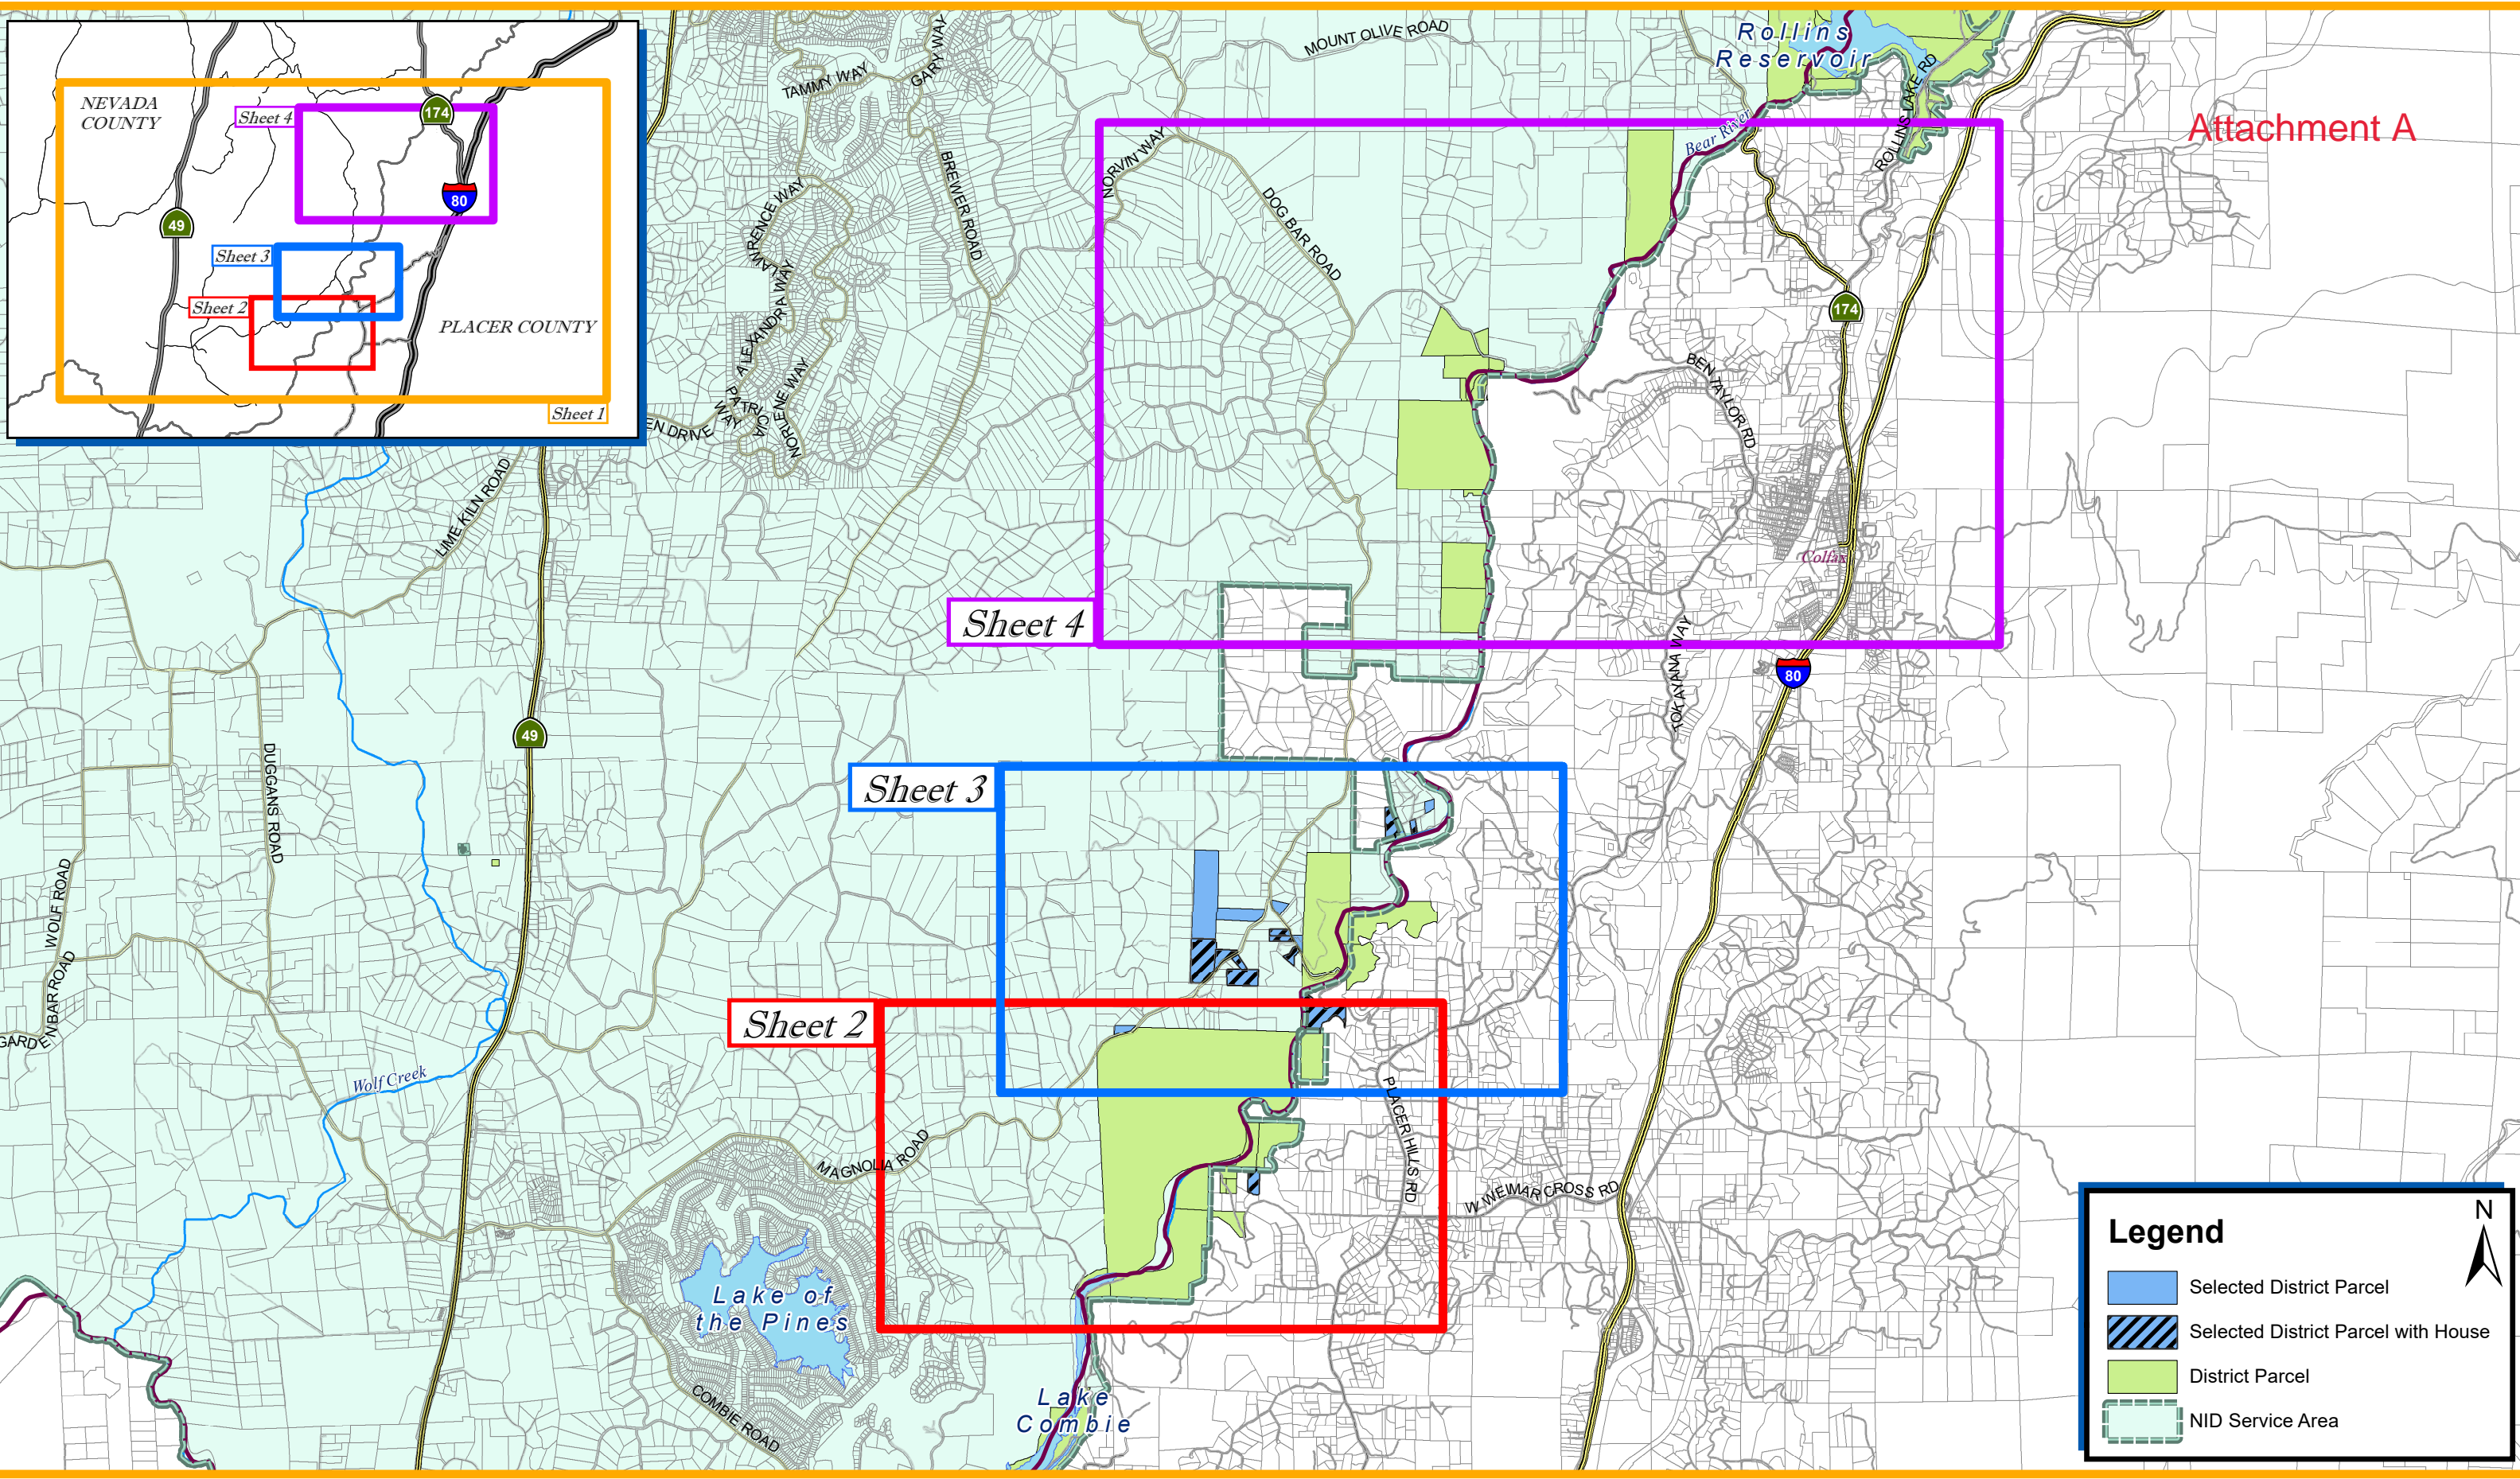 NEVADA
COUNTY
Sheet 4
174
80
49
Sheet 3
Sheet 2
PLACER COUNTY
Sheet 1
TAMMY WAY
GARY WAY
MOUNT OLIVE ROAD
Rollins
Reservoir
ROLLINS LAKE RD
Attachment A
Bear River
NORVIN WAY
BREWER ROAD
DOG BAR ROAD
LAWRENCE WAY
ALEXANDRA WAY
PATRICIA
WAY
NORLENE WAY
EN DRIVE
174
BEN TAYLOR RD
LIME KILN ROAD
Colfax
Sheet 4
TOKAYANA WAY
80
49
DUGGANS ROAD
Sheet 3
WOLF ROAD
GARDEN BAR ROAD
Sheet 2
Wolf Creek
PLACER HILLS RD
MAGNOLIA ROAD
W WEIMAR CROSS RD
Lake of
the Pines
COMBIE ROAD
Lake
Combie
N
Legend
Selected District Parcel
Selected District Parcel with House
District Parcel
NID Service Area